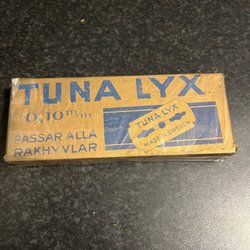 TUNA LYX
0,10 m/m
PASSAR ALLA
RAKHYVLAR
TUNA LYX
MADE IN SWEDEN